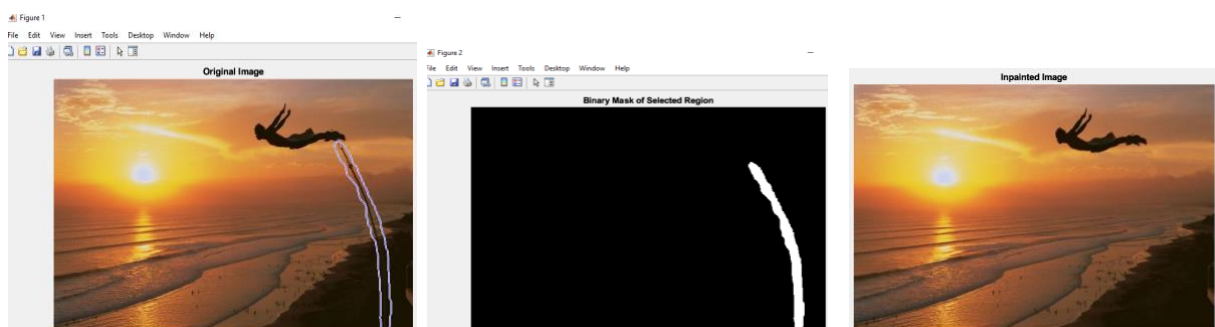 Figure 1
File Edit View Insert Tools Desktop Window Help
Original Image
Figure 2
File Edit View Insert Tools Desktop Window Help
Binary Mask of Selected Region
Inpainted Image